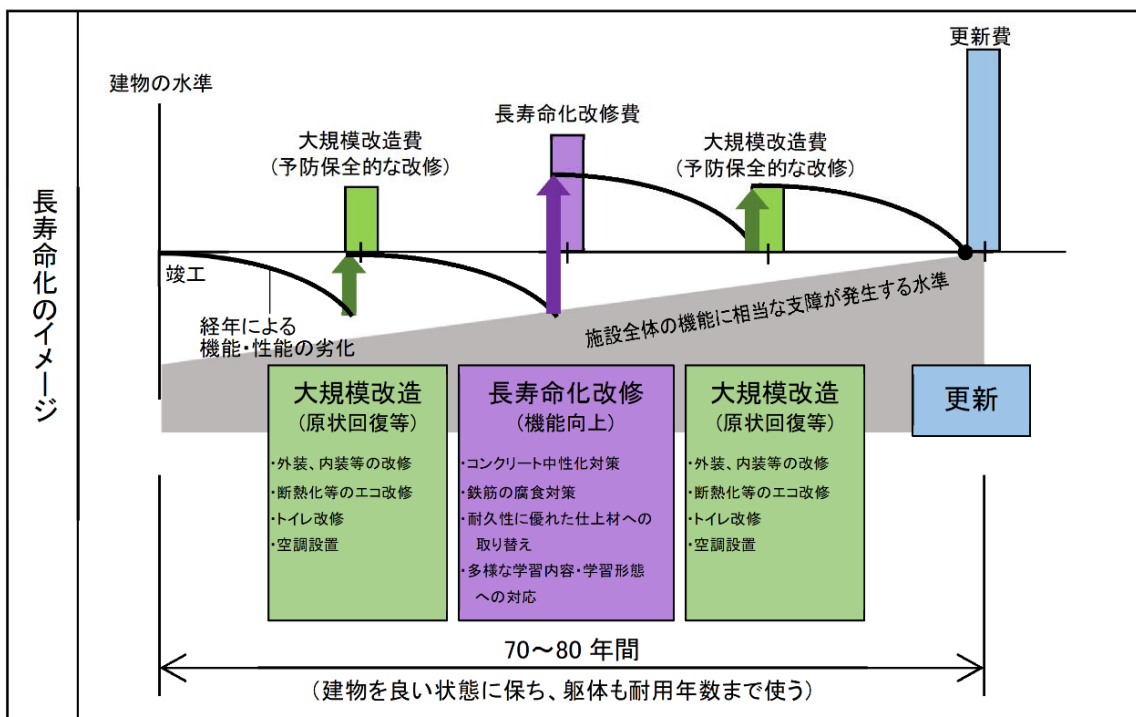 長寿命化のイメージ
建物の水準
更新費
長寿命化改修費
大規模改造費
(予防保全的な改修)
大規模改造費
(予防保全的な改修)
竣工
経年による
機能・性能の劣化
施設全体の機能に相当な支障が発生する水準
大規模改造
(原状回復等)
・外装、内装等の改修
・断熱化等のエコ改修
・トイレ改修
・空調設置
長寿命化改修
(機能向上)
・コンクリート中性化対策
・鉄筋の腐食対策
・耐久性に優れた仕上材への
取り替え
・多様な学習内容・学習形態
への対応
大規模改造
(原状回復等)
・外装、内装等の改修
・断熱化等のエコ改修
・トイレ改修
・空調設置
更新
70～80 年間
(建物を良い状態に保ち、躯体も耐用年数まで使う)